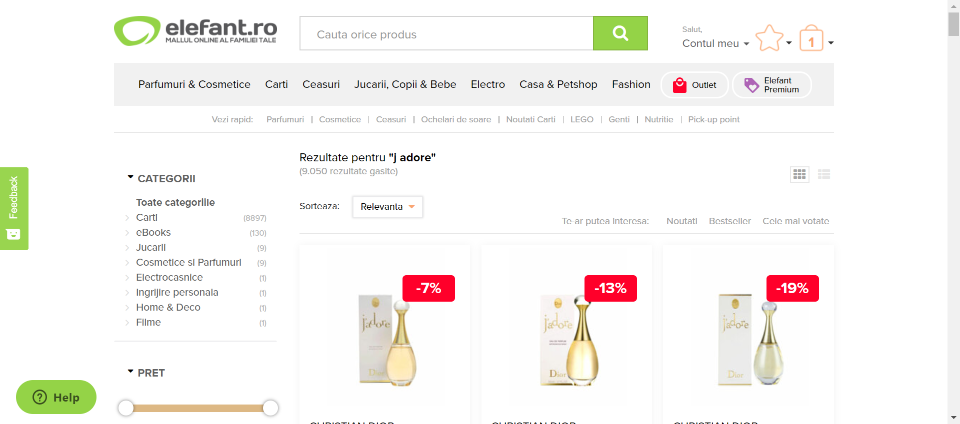 elefant.ro
MALLUL ONLINE AL FAMILIEI TALE
Cauta orice produs
Salut,
Contul meu
1
Parfumuri & Cosmetice Carti Ceasuri Jucarii, Copii & Bebe Electro Casa & Petshop Fashion Outlet Elefant Premium
Vezi rapid: Parfumuri | Cosmetice | Ceasuri | Ochelari de soare | Noutati Carti | LEGO | Genti | Nutritie | Pick-up point
Feedback
Rezultate pentru "j adore"
(9.050 rezultate gasite)
Sorteaza: Relevanta
Te-ar putea interesa: Noutati Bestseller Cele mai votate
CATEGORII
Toate categoriile
Carti (8897)
eBooks (130)
Jucarii (9)
Cosmetice si Parfumuri (9)
Electrocasnice (1)
Ingrijire personala (1)
Home & Deco (1)
Filme (1)
PRET
Help
-7%
j'adore
Dior
-13%
j'adore
Dior
-19%
j'adore
Dior
CHRISTIAN DIOR
CHRISTIAN DIOR
CHRISTIAN DIOR